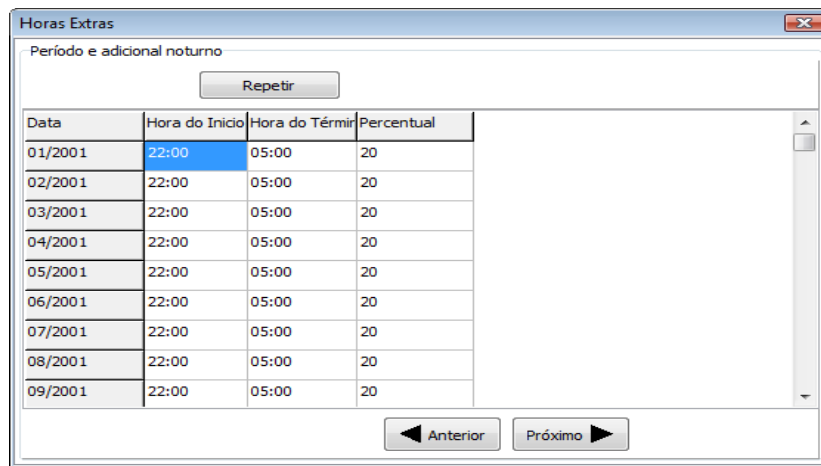 Horas Extras
Período e adicional noturno
Repetir
Data Hora do Inicio Hora do Térmir Percentual
01/2001 22:00 05:00 20
02/2001 22:00 05:00 20
03/2001 22:00 05:00 20
04/2001 22:00 05:00 20
05/2001 22:00 05:00 20
06/2001 22:00 05:00 20
07/2001 22:00 05:00 20
08/2001 22:00 05:00 20
09/2001 22:00 05:00 20
Anterior Próximo